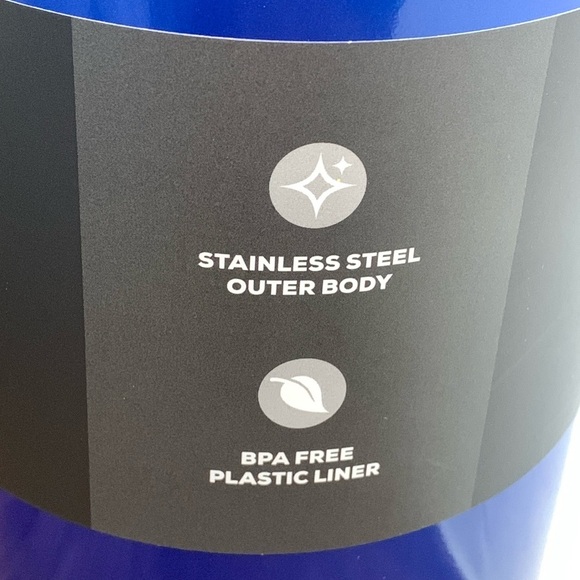 STAINLESS STEEL
OUTER BODY
BPA FREE
PLASTIC LINER